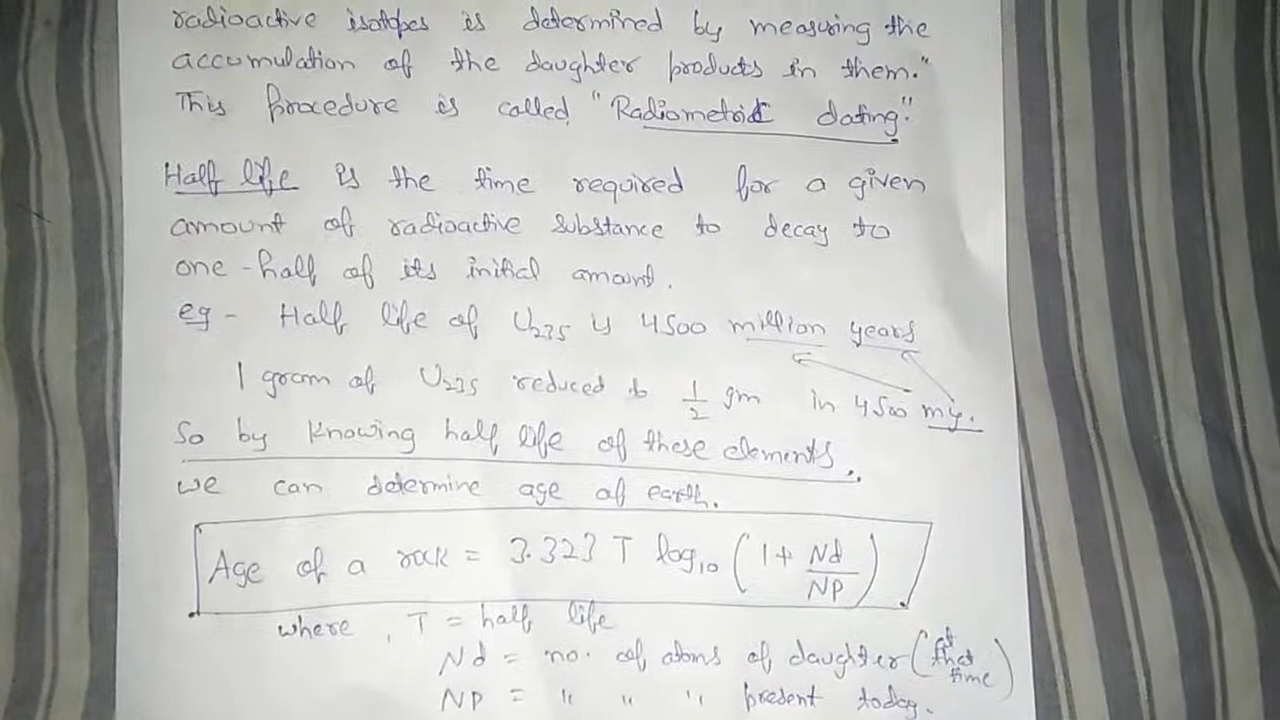 radioactive isotopes is determined by measuring the
accumulation of the daughter products in them."
This procedure is called "Radiometric dating"
Half life is the time required for a given
amount of radioactive substance to decay to
one-half of its initial amount.
eg - Half life of U235 is 4500 million years
1 gram of U235 reduced to 1/2 gm in 4500 my.
So by knowing half life of these elements
we can determine age of earth.
Age of a rock = 3.323 T log10 (1 + Nd/NP)
where, T = half life
Nd = no. of atoms of daughter (at that time)
NP = " " " present today.